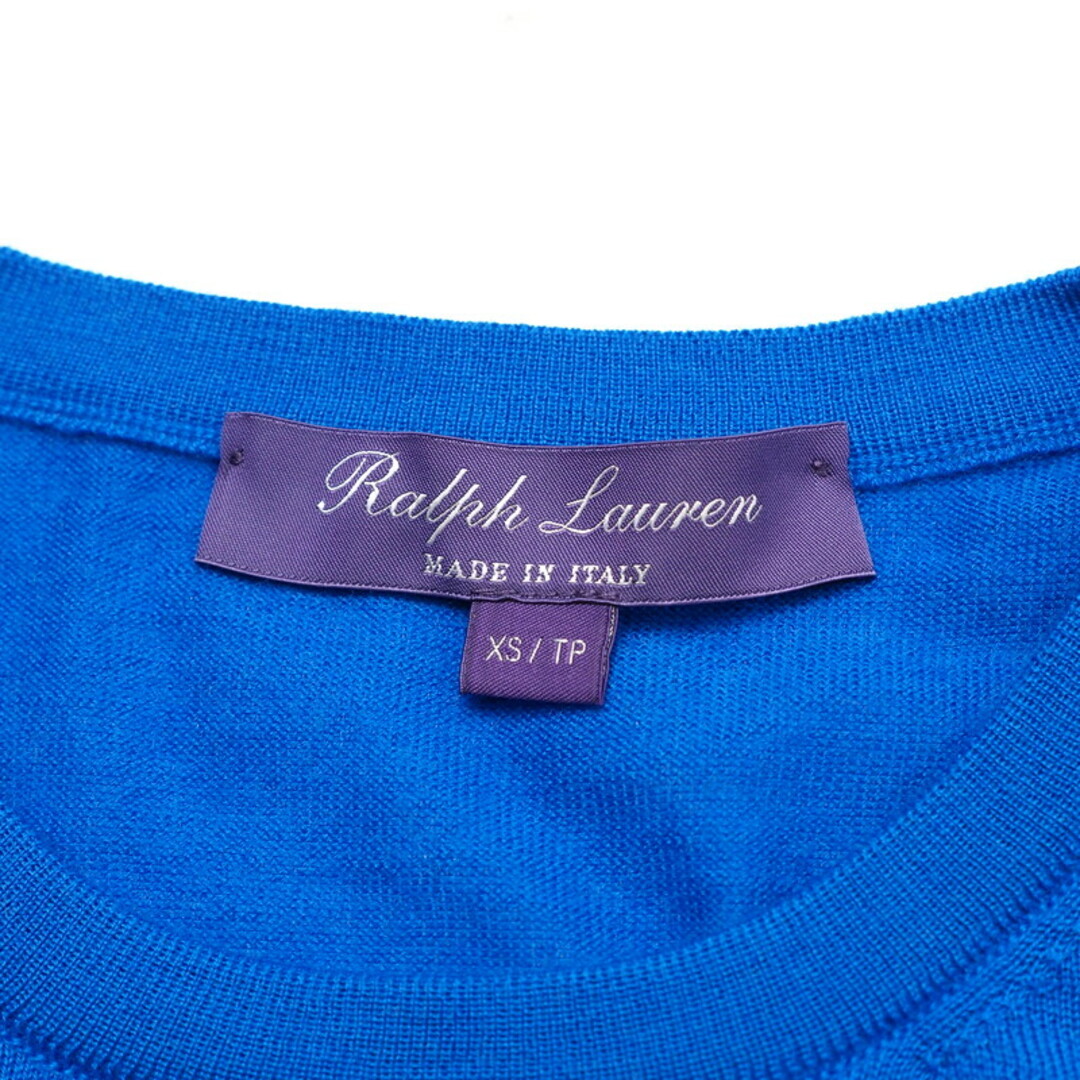 Ralph Lauren
MADE IN ITALY
XS / TP